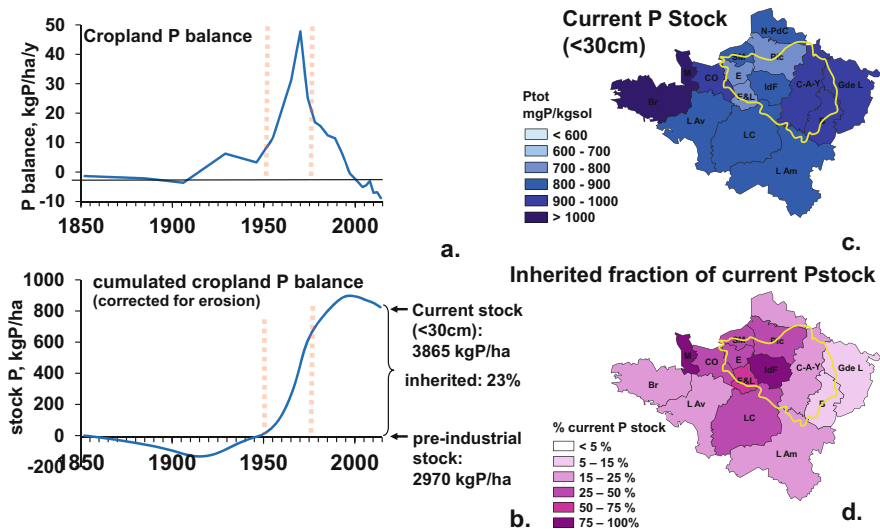 Cropland P balance
P balance, kgP/ha/y
50
40
30
20
10
0
-10
1850
1900
1950
2000
a.
cumulated cropland P balance
(corrected for erosion)
stock P, kgP/ha
1000
800
600
400
200
0
-200
1850
1900
1950
2000
Current stock
(<30cm):
3865 kgP/ha
inherited: 23%
pre-industrial
stock:
2970 kgP/ha
b.
Current P Stock
(<30cm)
Ptot
mgP/kgsol
< 600
600 - 700
700 - 800
800 - 900
900 - 1000
> 1000
N-PdC
Pic
M
CO
E
E&L
IdF
C-A-Y
Gde L
Br
L Av
LC
L Am
c.
Inherited fraction of current Pstock
% current P stock
< 5 %
5 – 15 %
15 – 25 %
25 – 50 %
50 – 75 %
75 – 100%
Pic
M
CO
E
E&L
IdF
C-A-Y
Gde L
Br
L Av
LC
B
L Am
d.